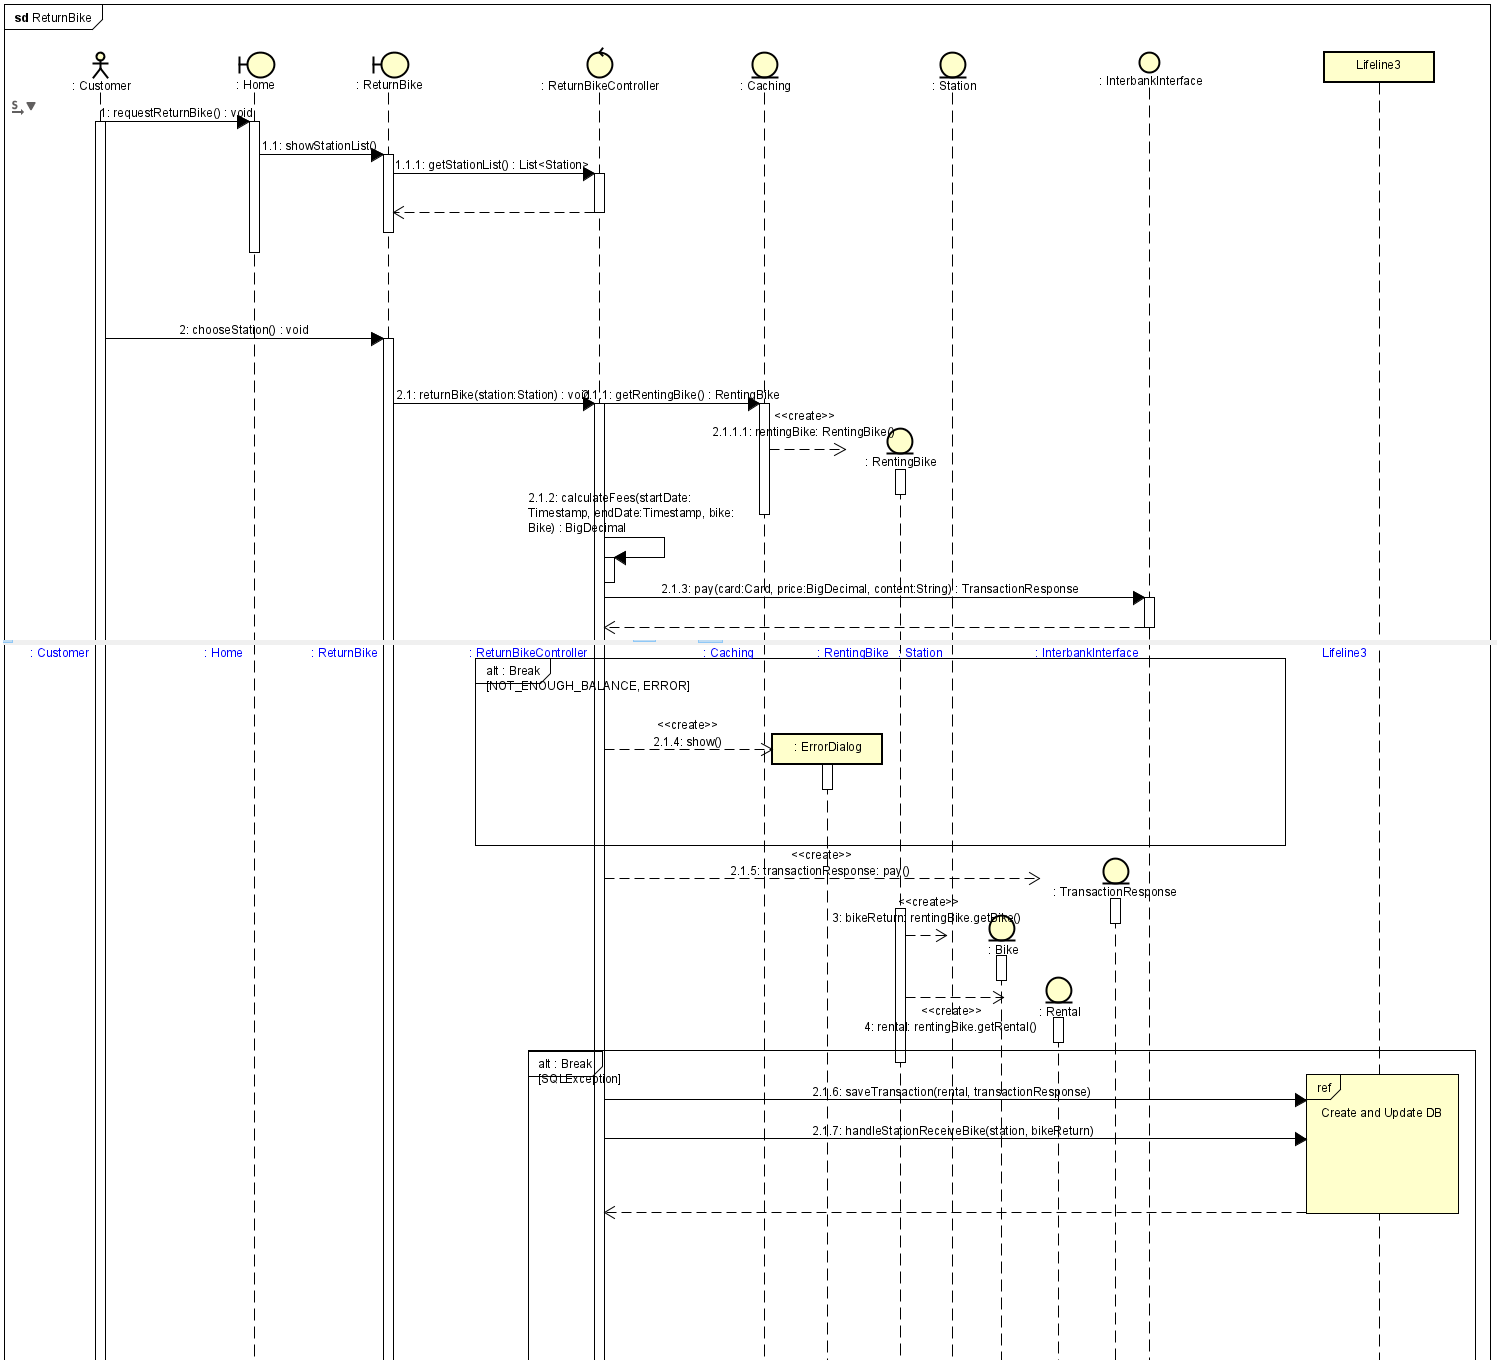 sd ReturnBike
: Customer
: Home
: ReturnBike
: ReturnBikeController
: Caching
: Station
: InterbankInterface
Lifeline3
S
1: requestReturnBike() : void
1.1: showStationList()
1.1.1: getStationList() : List<Station>
2: chooseStation() : void
2.1: returnBike(station:Station) : void
2.1.1: getRentingBike() : RentingBike
<<create>>
2.1.1.1: rentingBike: RentingBike()
: RentingBike
2.1.2: calculateFees(startDate:
Timestamp, endDate:Timestamp, bike:
Bike) : BigDecimal
2.1.3: pay(card:Card, price:BigDecimal, content:String) : TransactionResponse
: Customer
: Home
: ReturnBike
: ReturnBikeController
: Caching
: RentingBike
: Station
: InterbankInterface
Lifeline3
alt : Break
[NOT_ENOUGH_BALANCE, ERROR]
<<create>>
2.1.4: show()
: ErrorDialog
<<create>>
2.1.5: transactionResponse: pay()
: TransactionResponse
<<create>>
3: bikeReturn: rentingBike.getBike()
: Bike
<<create>>
: Rental
4: rental: rentingBike.getRental()
alt : Break
[SQLException]
2.1.6: saveTransaction(rental, transactionResponse)
ref
Create and Update DB
2.1.7: handleStationReceiveBike(station, bikeReturn)